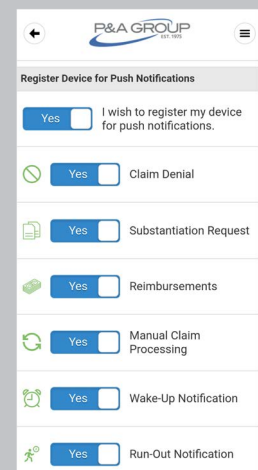 P&A GROUP
EST. 1975
Register Device for Push Notifications
Yes
I wish to register my device
for push notifications.
Yes
Claim Denial
Yes
Substantiation Request
Yes
Reimbursements
Yes
Manual Claim
Processing
Yes
Wake-Up Notification
Yes
Run-Out Notification